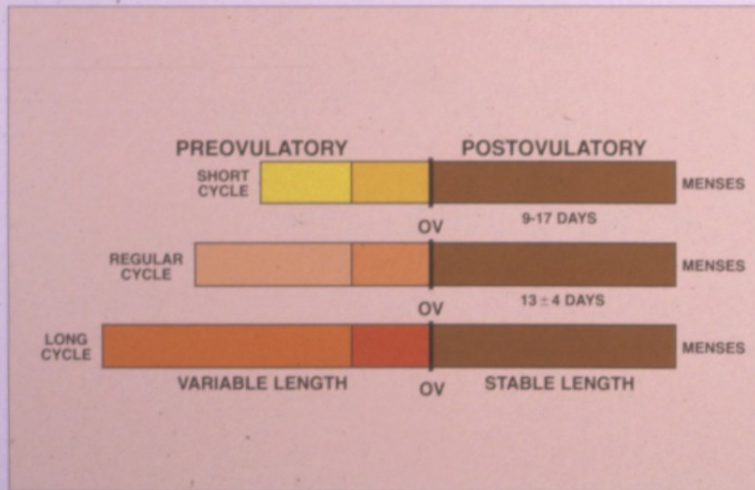 PREOVULATORY
POSTOVULATORY
SHORT
CYCLE
MENSES
OV
9-17 DAYS
REGULAR
CYCLE
MENSES
OV
13±4 DAYS
LONG
CYCLE
MENSES
VARIABLE LENGTH
OV
STABLE LENGTH